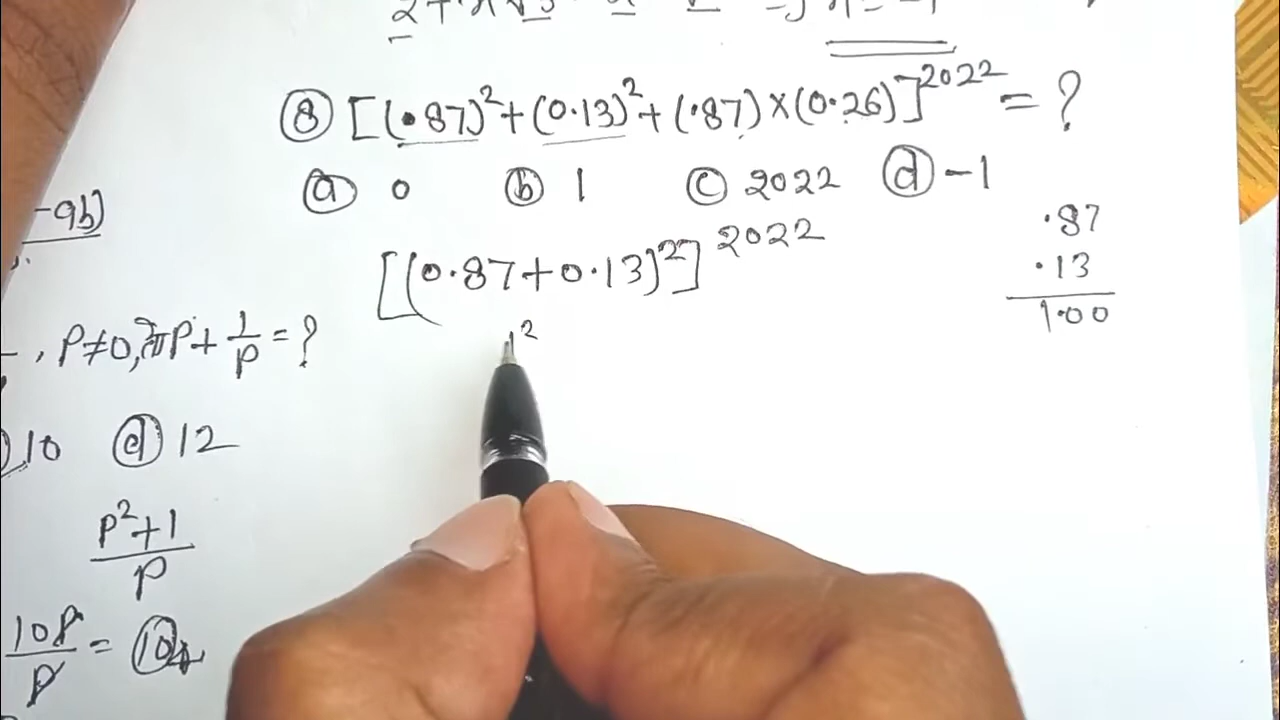 ⑧ [(.87)²+(0.13)²+(.87)×(0.26)]²⁰²² = ?
ⓐ 0 ⓑ 1 ⓒ 2022 ⓓ -1
[(0.87+0.13)²]²⁰²²
1²
.87
.13
1.00
-9b)
, P≠0, P+1/P=?
10 ⓓ 12
P²+1
P
10P/P = 10